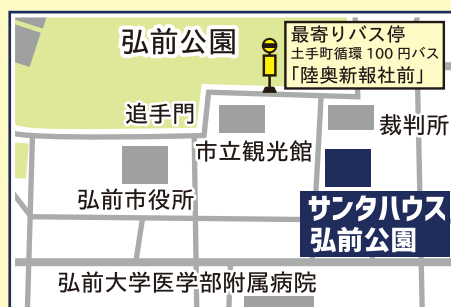 弘前公園
最寄りバス停
土手町循環100円バス
「陸奥新報社前」
追手門
裁判所
市立観光館
弘前市役所
サンタハウス
弘前公園
弘前大学医学部附属病院